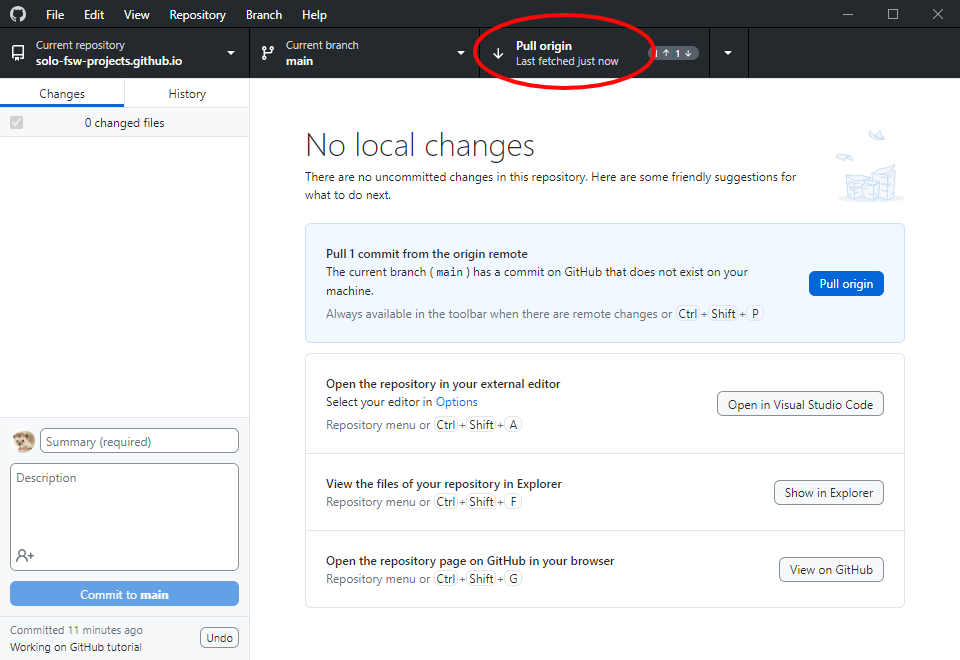 File Edit View Repository Branch Help
Current repository
solo-fsw-projects.github.io
Current branch
main
Pull origin
Last fetched just now
1 ↑ 1 ↓
Changes History
0 changed files
No local changes
There are no uncommitted changes in this repository. Here are some friendly suggestions for
what to do next.
Pull 1 commit from the origin remote
The current branch ( main ) has a commit on GitHub that does not exist on your
machine.
Always available in the toolbar when there are remote changes or Ctrl + Shift + P
Pull origin
Open the repository in your external editor
Select your editor in Options
Repository menu or Ctrl + Shift + A
Open in Visual Studio Code
View the files of your repository in Explorer
Repository menu or Ctrl + Shift + F
Show in Explorer
Open the repository page on GitHub in your browser
Repository menu or Ctrl + Shift + G
View on GitHub
Summary (required)
Description
Commit to main
Committed 11 minutes ago
Working on GitHub tutorial
Undo